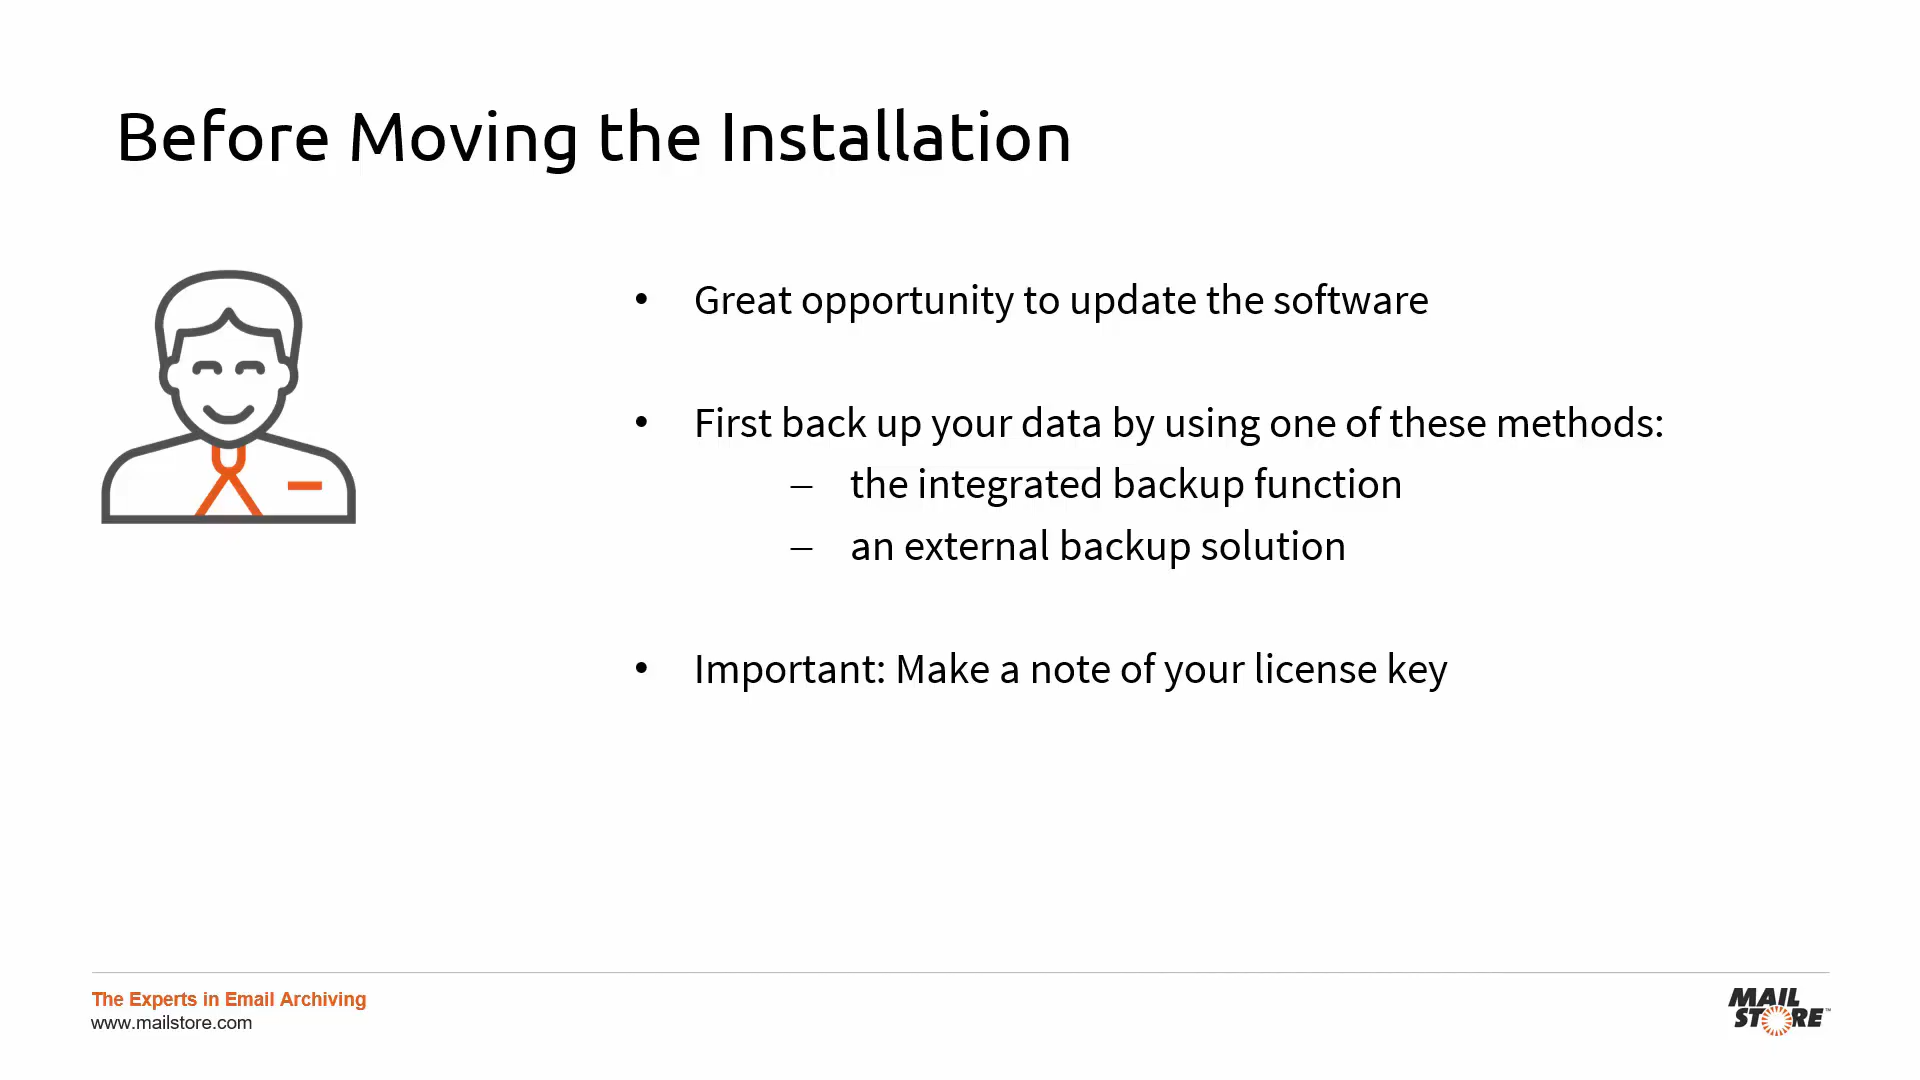 Before Moving the Installation
• Great opportunity to update the software
• First back up your data by using one of these methods:
– the integrated backup function
– an external backup solution
• Important: Make a note of your license key
The Experts in Email Archiving
www.mailstore.com
MAIL
STORE™